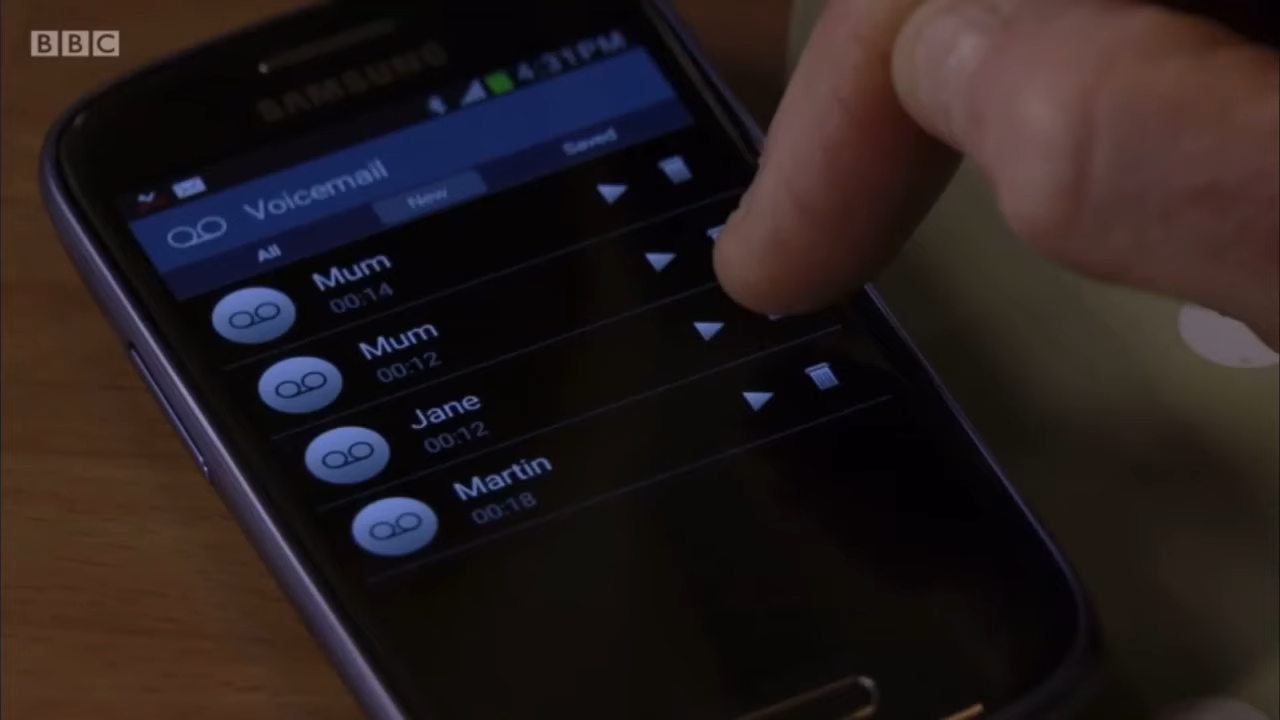 BBC
SAMSUNG
4:31PM
Voicemail
All
New
Saved
Mum
00:14
Mum
00:12
Jane
00:12
Martin
00:18